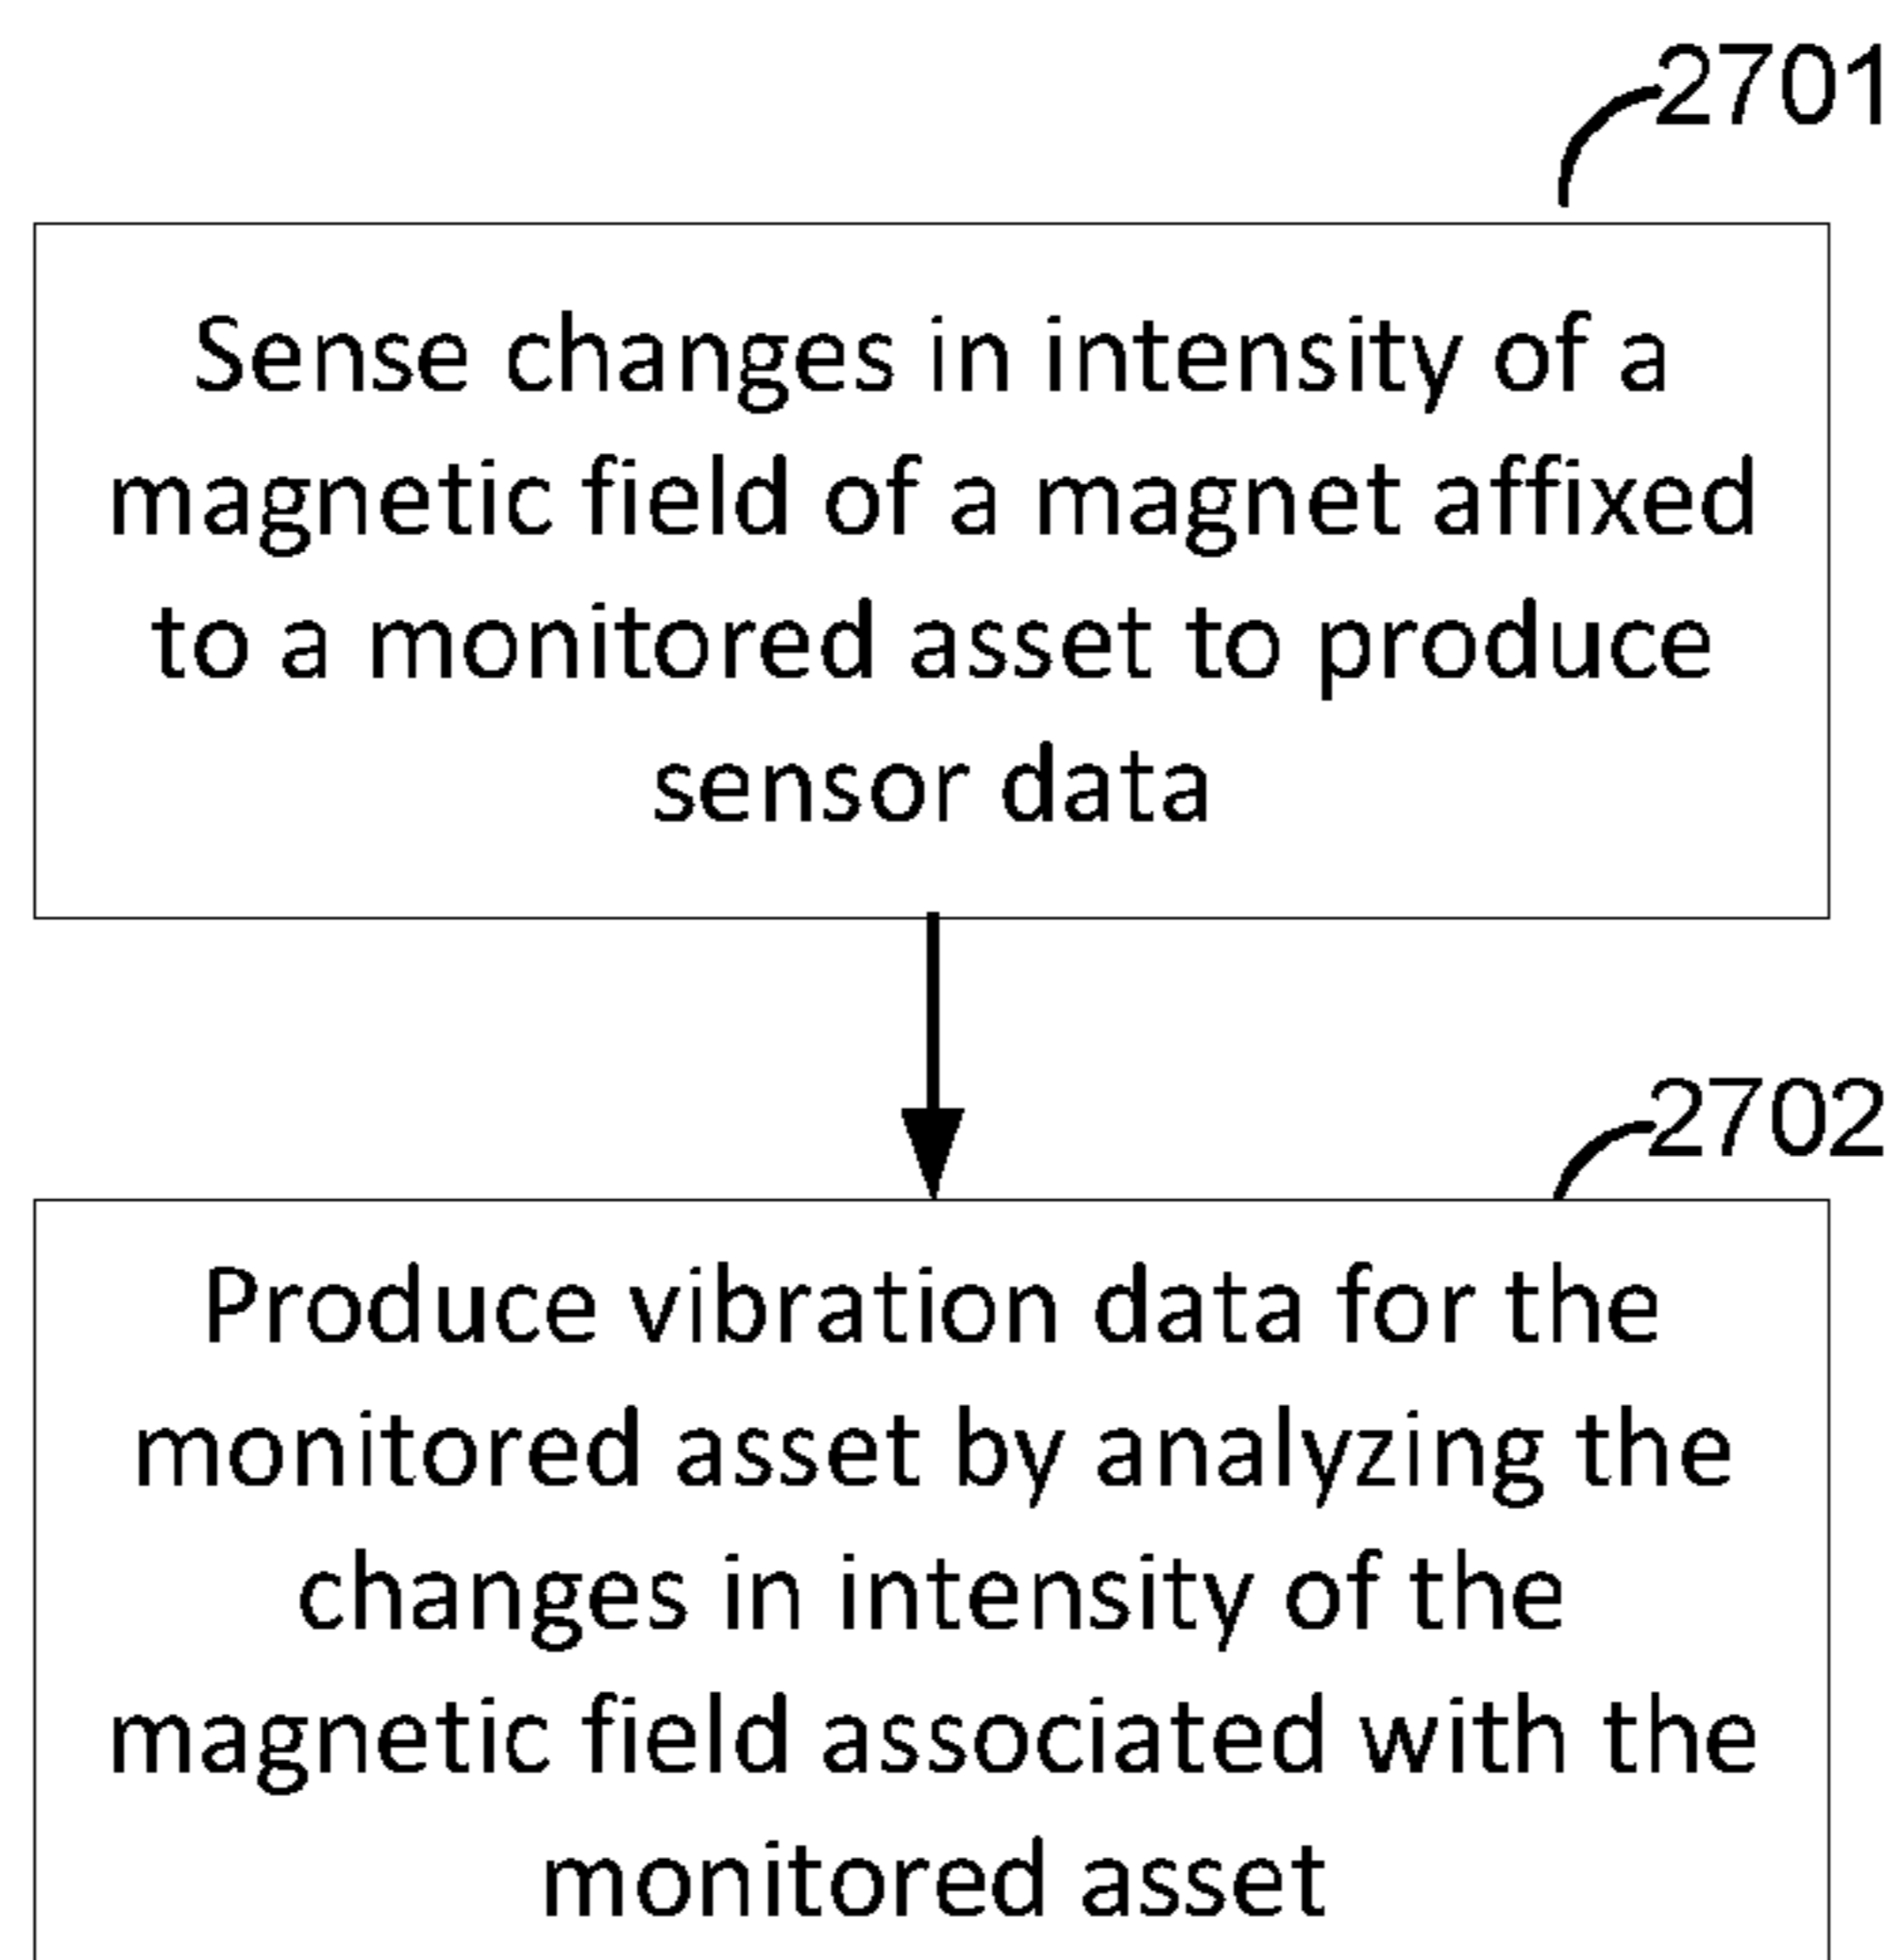 2701
Sense changes in intensity of a
magnetic field of a magnet affixed
to a monitored asset to produce
sensor data
2702
Produce vibration data for the
monitored asset by analyzing the
changes in intensity of the
magnetic field associated with the
monitored asset